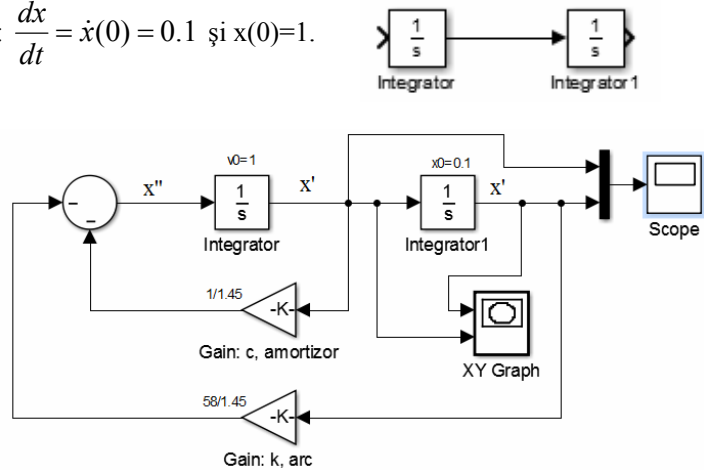 : dx/dt = ẋ(0) = 0.1 şi x(0)=1.
1/s 1/s
Integrator Integrator1
v0=1 x0=0.1
x" 1/s x' 1/s x'
Integrator Integrator1 Scope
1/1.45
-K-
Gain: c, amortizor XY Graph
58/1.45
-K-
Gain: k, arc